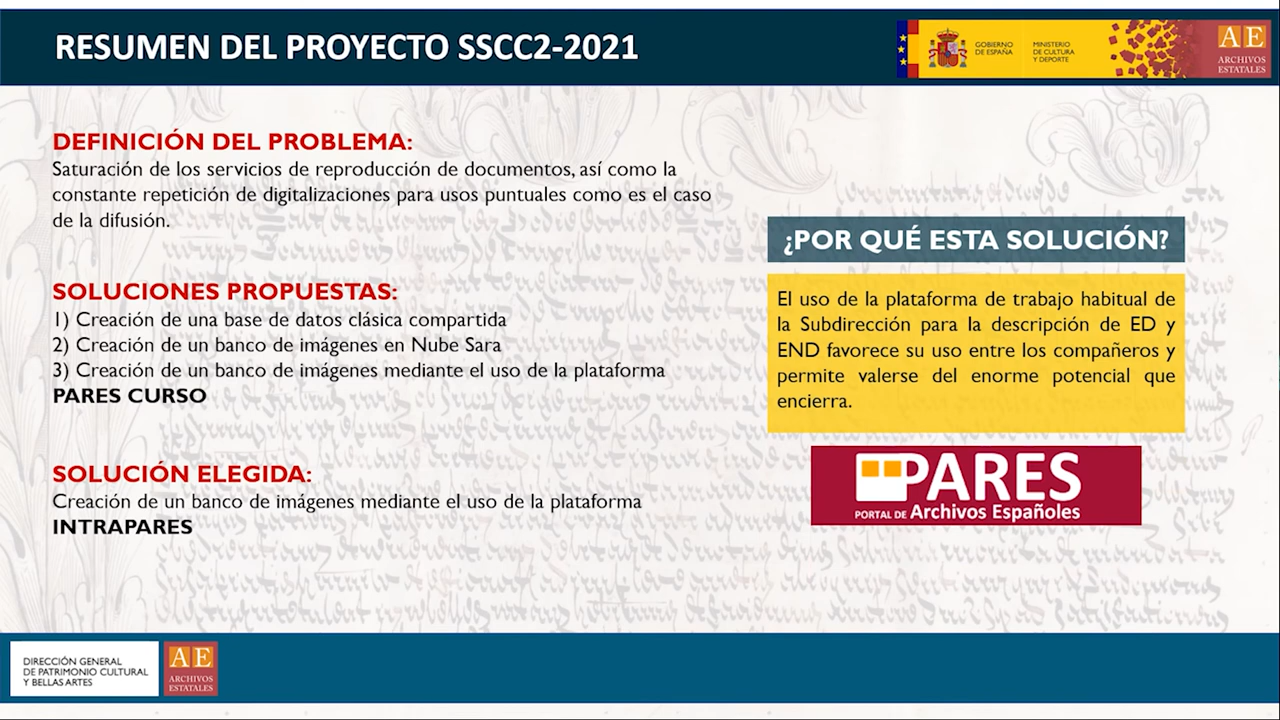 RESUMEN DEL PROYECTO SSCC2-2021
GOBIERNO
DE ESPAÑA
MINISTERIO
DE CULTURA
Y DEPORTE
AE
ARCHIVOS
ESTATALES
DEFINICIÓN DEL PROBLEMA:
Saturación de los servicios de reproducción de documentos, así como la
constante repetición de digitalizaciones para usos puntuales como es el caso
de la difusión.
SOLUCIONES PROPUESTAS:
1) Creación de una base de datos clásica compartida
2) Creación de un banco de imágenes en Nube Sara
3) Creación de un banco de imágenes mediante el uso de la plataforma
PARES CURSO
SOLUCIÓN ELEGIDA:
Creación de un banco de imágenes mediante el uso de la plataforma
INTRAPARES
¿POR QUÉ ESTA SOLUCIÓN?
El uso de la plataforma de trabajo habitual de
la Subdirección para la descripción de ED y
END favorece su uso entre los compañeros y
permite valerse del enorme potencial que
encierra.
PARES
PORTAL DE Archivos Españoles
DIRECCIÓN GENERAL
DE PATRIMONIO CULTURAL
Y BELLAS ARTES
AE
ARCHIVOS
ESTATALES